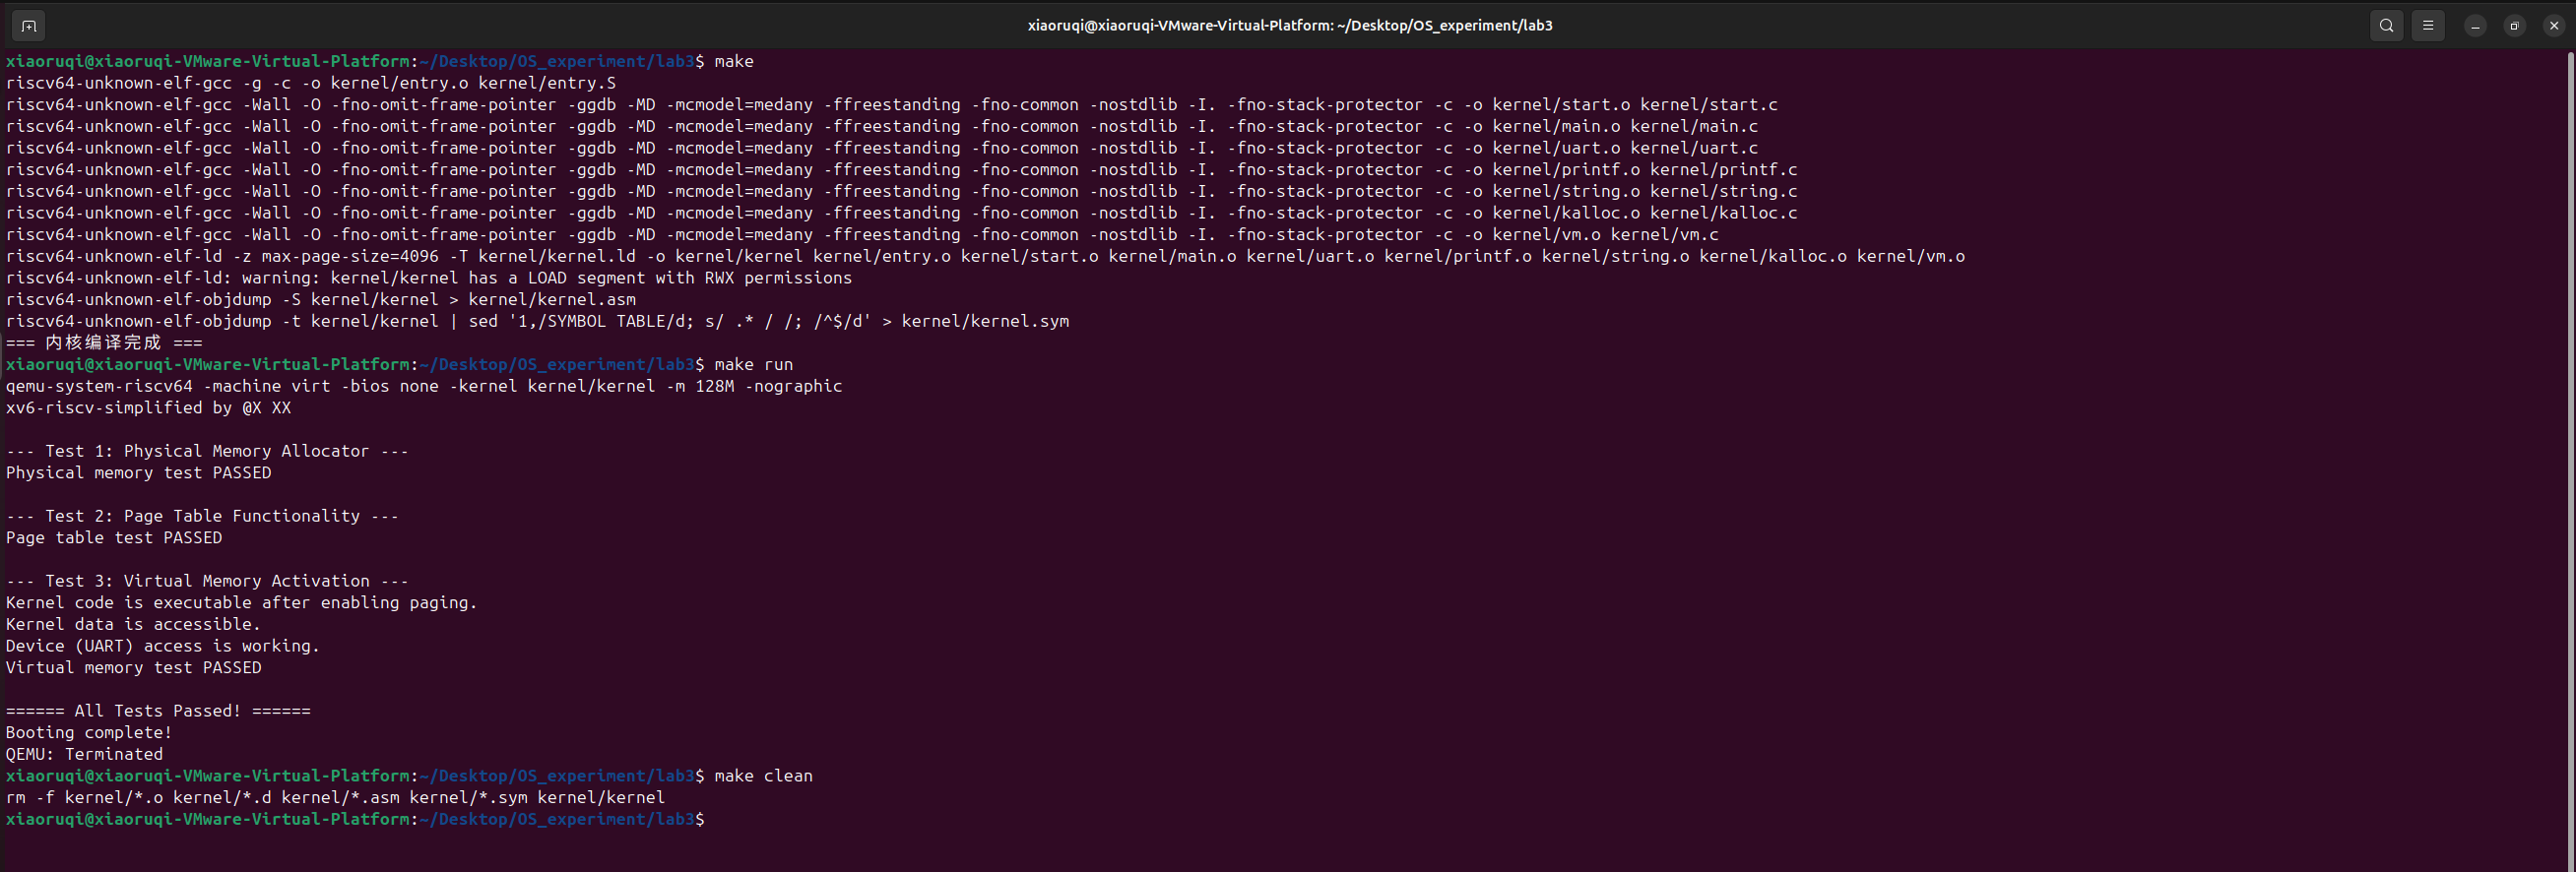 xiaoruqi@xiaoruqi-VMware-Virtual-Platform: ~/Desktop/OS_experiment/lab3
xiaoruqi@xiaoruqi-VMware-Virtual-Platform:~/Desktop/OS_experiment/lab3$ make
riscv64-unknown-elf-gcc -g -c -o kernel/entry.o kernel/entry.S
riscv64-unknown-elf-gcc -Wall -O -fno-omit-frame-pointer -ggdb -MD -mcmodel=medany -ffreestanding -fno-common -nostdlib -I. -fno-stack-protector -c -o kernel/start.o kernel/start.c
riscv64-unknown-elf-gcc -Wall -O -fno-omit-frame-pointer -ggdb -MD -mcmodel=medany -ffreestanding -fno-common -nostdlib -I. -fno-stack-protector -c -o kernel/main.o kernel/main.c
riscv64-unknown-elf-gcc -Wall -O -fno-omit-frame-pointer -ggdb -MD -mcmodel=medany -ffreestanding -fno-common -nostdlib -I. -fno-stack-protector -c -o kernel/uart.o kernel/uart.c
riscv64-unknown-elf-gcc -Wall -O -fno-omit-frame-pointer -ggdb -MD -mcmodel=medany -ffreestanding -fno-common -nostdlib -I. -fno-stack-protector -c -o kernel/printf.o kernel/printf.c
riscv64-unknown-elf-gcc -Wall -O -fno-omit-frame-pointer -ggdb -MD -mcmodel=medany -ffreestanding -fno-common -nostdlib -I. -fno-stack-protector -c -o kernel/string.o kernel/string.c
riscv64-unknown-elf-gcc -Wall -O -fno-omit-frame-pointer -ggdb -MD -mcmodel=medany -ffreestanding -fno-common -nostdlib -I. -fno-stack-protector -c -o kernel/kalloc.o kernel/kalloc.c
riscv64-unknown-elf-gcc -Wall -O -fno-omit-frame-pointer -ggdb -MD -mcmodel=medany -ffreestanding -fno-common -nostdlib -I. -fno-stack-protector -c -o kernel/vm.o kernel/vm.c
riscv64-unknown-elf-ld -z max-page-size=4096 -T kernel/kernel.ld -o kernel/kernel kernel/entry.o kernel/start.o kernel/main.o kernel/uart.o kernel/printf.o kernel/string.o kernel/kalloc.o kernel/vm.o
riscv64-unknown-elf-ld: warning: kernel/kernel has a LOAD segment with RWX permissions
riscv64-unknown-elf-objdump -S kernel/kernel > kernel/kernel.asm
riscv64-unknown-elf-objdump -t kernel/kernel | sed '1,/SYMBOL TABLE/d; s/ .* / /; /^$/d' > kernel/kernel.sym
=== 内核编译完成 ===
xiaoruqi@xiaoruqi-VMware-Virtual-Platform:~/Desktop/OS_experiment/lab3$ make run
qemu-system-riscv64 -machine virt -bios none -kernel kernel/kernel -m 128M -nographic
xv6-riscv-simplified by @X XX
--- Test 1: Physical Memory Allocator ---
Physical memory test PASSED
--- Test 2: Page Table Functionality ---
Page table test PASSED
--- Test 3: Virtual Memory Activation ---
Kernel code is executable after enabling paging.
Kernel data is accessible.
Device (UART) access is working.
Virtual memory test PASSED
====== All Tests Passed! ======
Booting complete!
QEMU: Terminated
xiaoruqi@xiaoruqi-VMware-Virtual-Platform:~/Desktop/OS_experiment/lab3$ make clean
rm -f kernel/*.o kernel/*.d kernel/*.asm kernel/*.sym kernel/kernel
xiaoruqi@xiaoruqi-VMware-Virtual-Platform:~/Desktop/OS_experiment/lab3$